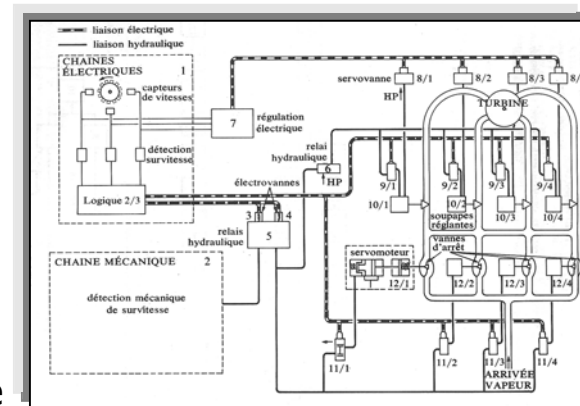 liaison électrique
liaison hydraulique
CHAINES
ÉLECTRIQUES 1
capteurs
de vitesses
détection
survitesse
Logique 2/3
7
régulation
électrique
servovanne
8/1
8/2
8/3
8/
HP
TURBINE
relai
hydraulique
6
HP
9/1
9/2
9/3
9/4
10/1
10/2
10/3
10/4
soupapes
réglantes
électrovannes
3
4
5
relais
hydraulique
vannes
d'arrêt
servomoteur
12/1
12/2
12/3
12/4
CHAINE MÉCANIQUE 2
détection mécanique
de survitesse
11/1
11/2
11/3
11/4
ARRIVÉE
VAPEUR
e